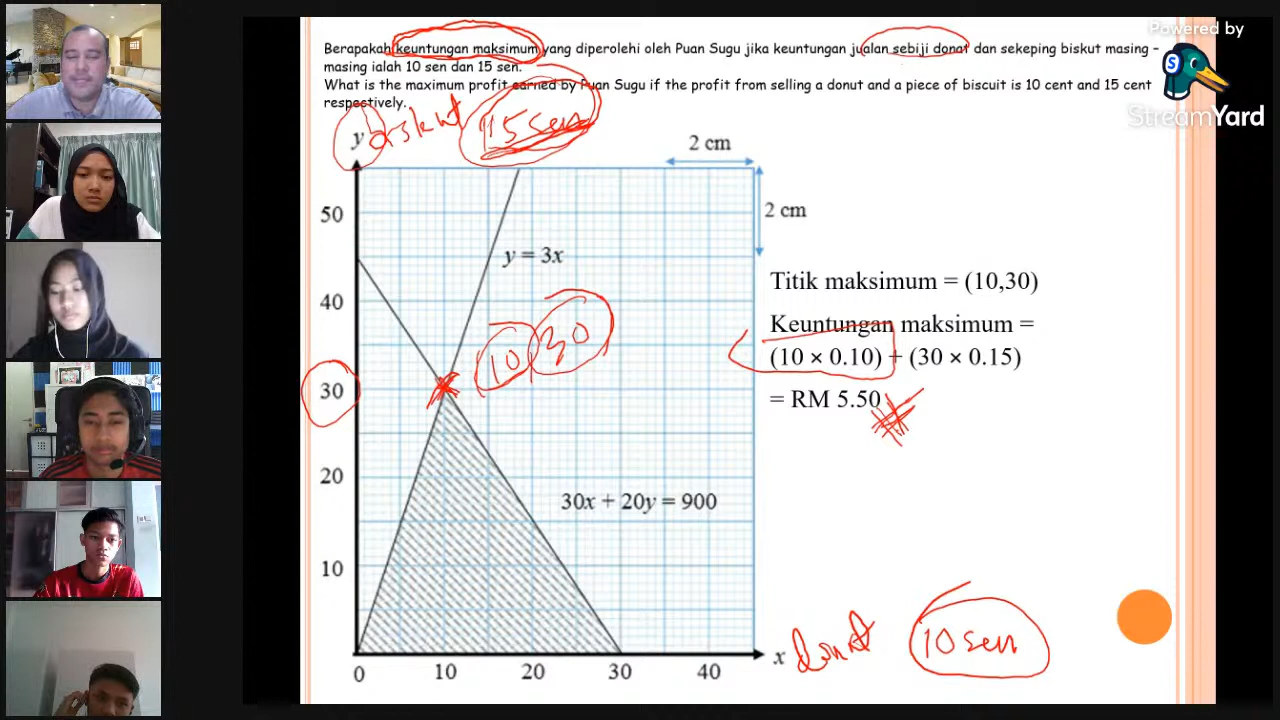 Berapakah keuntungan maksimum yang diperolehi oleh Puan Sugu jika keuntungan jualan sebiji donat dan sekeping biskut masing –
masing ialah 10 sen dan 15 sen.
What is the maximum profit earned by Puan Sugu if the profit from selling a donut and a piece of biscuit is 10 cent and 15 cent
respectively.
Powered by
S
StreamYard
15 sen
y
2 cm
50
2 cm
y = 3x
Titik maksimum = (10,30)
40
10 30
Keuntungan maksimum =
(10 × 0.10) + (30 × 0.15)
30
= RM 5.50
20
30x + 20y = 900
10
x donat 10 sen
0 10 20 30 40